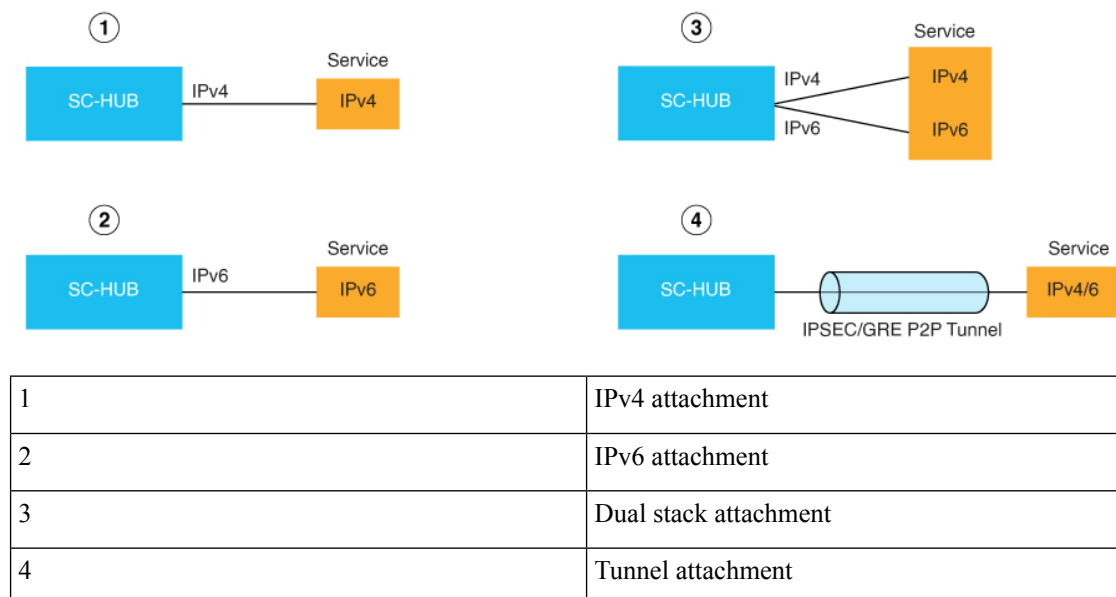 1
Service
SC-HUB
IPv4
IPv4
3
Service
SC-HUB
IPv4
IPv6
IPv4
IPv6
2
Service
SC-HUB
IPv6
IPv6
4
Service
SC-HUB
IPv4/6
IPSEC/GRE P2P Tunnel
1 IPv4 attachment
2 IPv6 attachment
3 Dual stack attachment
4 Tunnel attachment